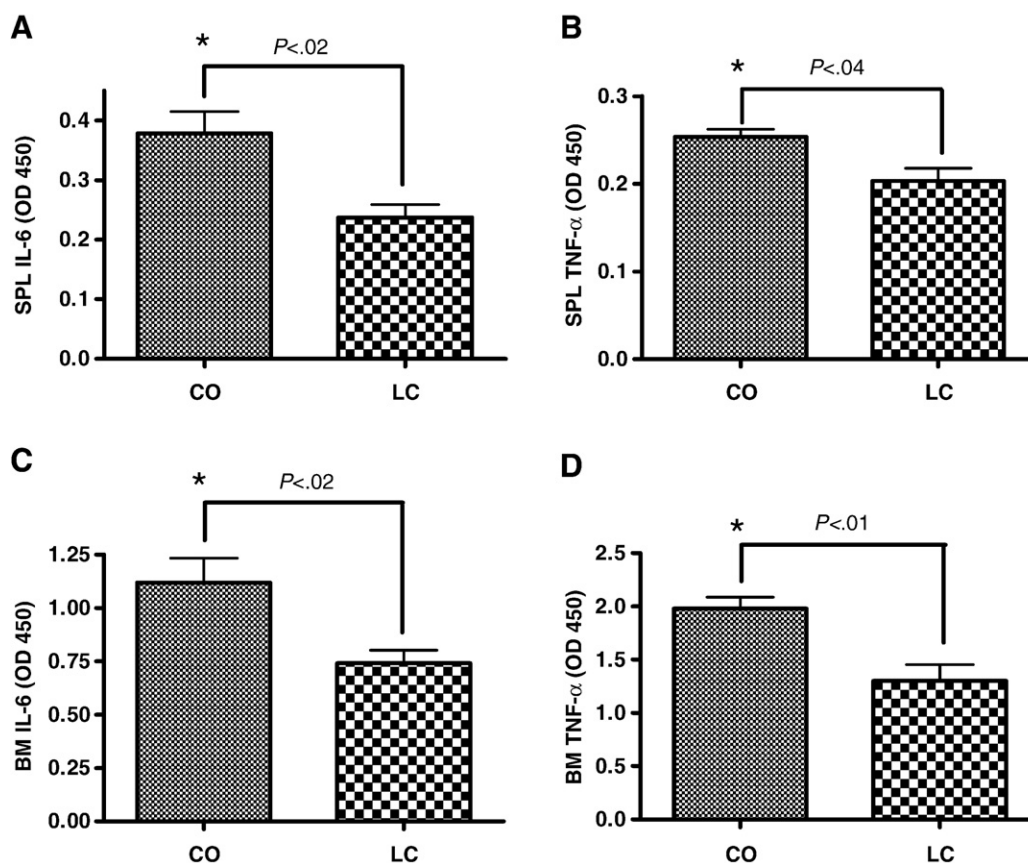 A
*
P<.02
SPL IL-6 (OD 450)
0.4
0.3
0.2
0.1
0.0
CO
LC
B
*
P<.04
SPL TNF-α (OD 450)
0.3
0.2
0.1
0.0
CO
LC
C
*
P<.02
BM IL-6 (OD 450)
1.25
1.00
0.75
0.50
0.25
0.00
CO
LC
D
*
P<.01
BM TNF-α (OD 450)
2.5
2.0
1.5
1.0
0.5
0.0
CO
LC